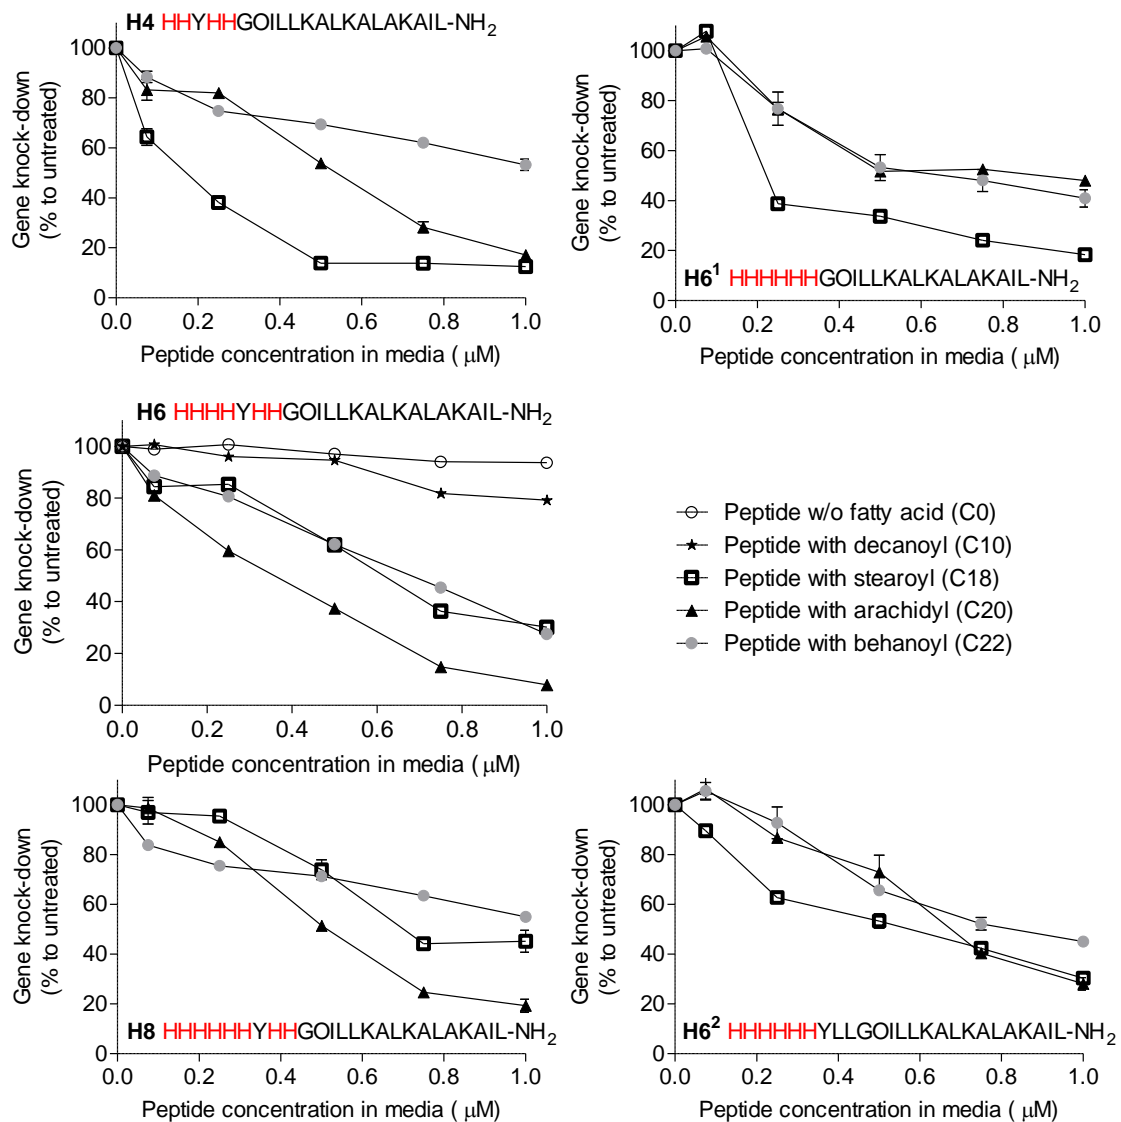 H4 HHYHHGOILLKALKALAKAIL-NH2
Gene knock-down
(% to untreated)
100
80
60
40
20
0
0.0 0.2 0.4 0.6 0.8 1.0
Peptide concentration in media ( μM)
Gene knock-down
(% to untreated)
100
80
60
40
20
0
H6¹ HHHHHHGOILLKALKALAKAIL-NH2
0.0 0.2 0.4 0.6 0.8 1.0
Peptide concentration in media ( μM)
H6 HHHHYHHGOILLKALKALAKAIL-NH2
Gene knock-down
(% to untreated)
100
80
60
40
20
0
0.0 0.2 0.4 0.6 0.8 1.0
Peptide concentration in media ( μM)
Peptide w/o fatty acid (C0)
Peptide with decanoyl (C10)
Peptide with stearoyl (C18)
Peptide with arachidyl (C20)
Peptide with behanoyl (C22)
Gene knock-down
(% to untreated)
100
80
60
40
20
0
H8 HHHHHHYHHGOILLKALKALAKAIL-NH2
0.0 0.2 0.4 0.6 0.8 1.0
Peptide concentration in media ( μM)
Gene knock-down
(% to untreated)
100
80
60
40
20
0
H6² HHHHHHYLLGOILLKALKALAKAIL-NH2
0.0 0.2 0.4 0.6 0.8 1.0
Peptide concentration in media ( μM)